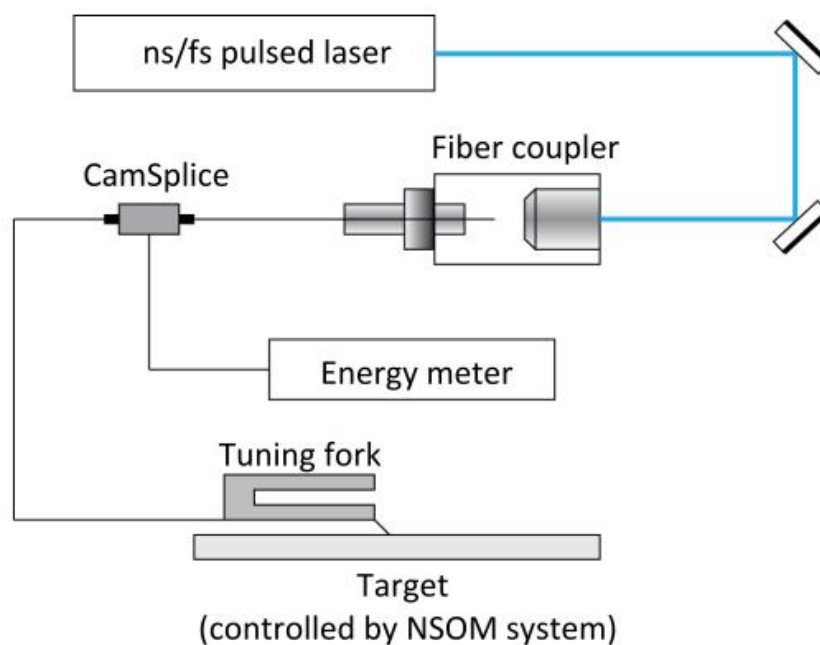 ns/fs pulsed laser
Fiber coupler
CamSplice
Energy meter
Tuning fork
Target
(controlled by NSOM system)